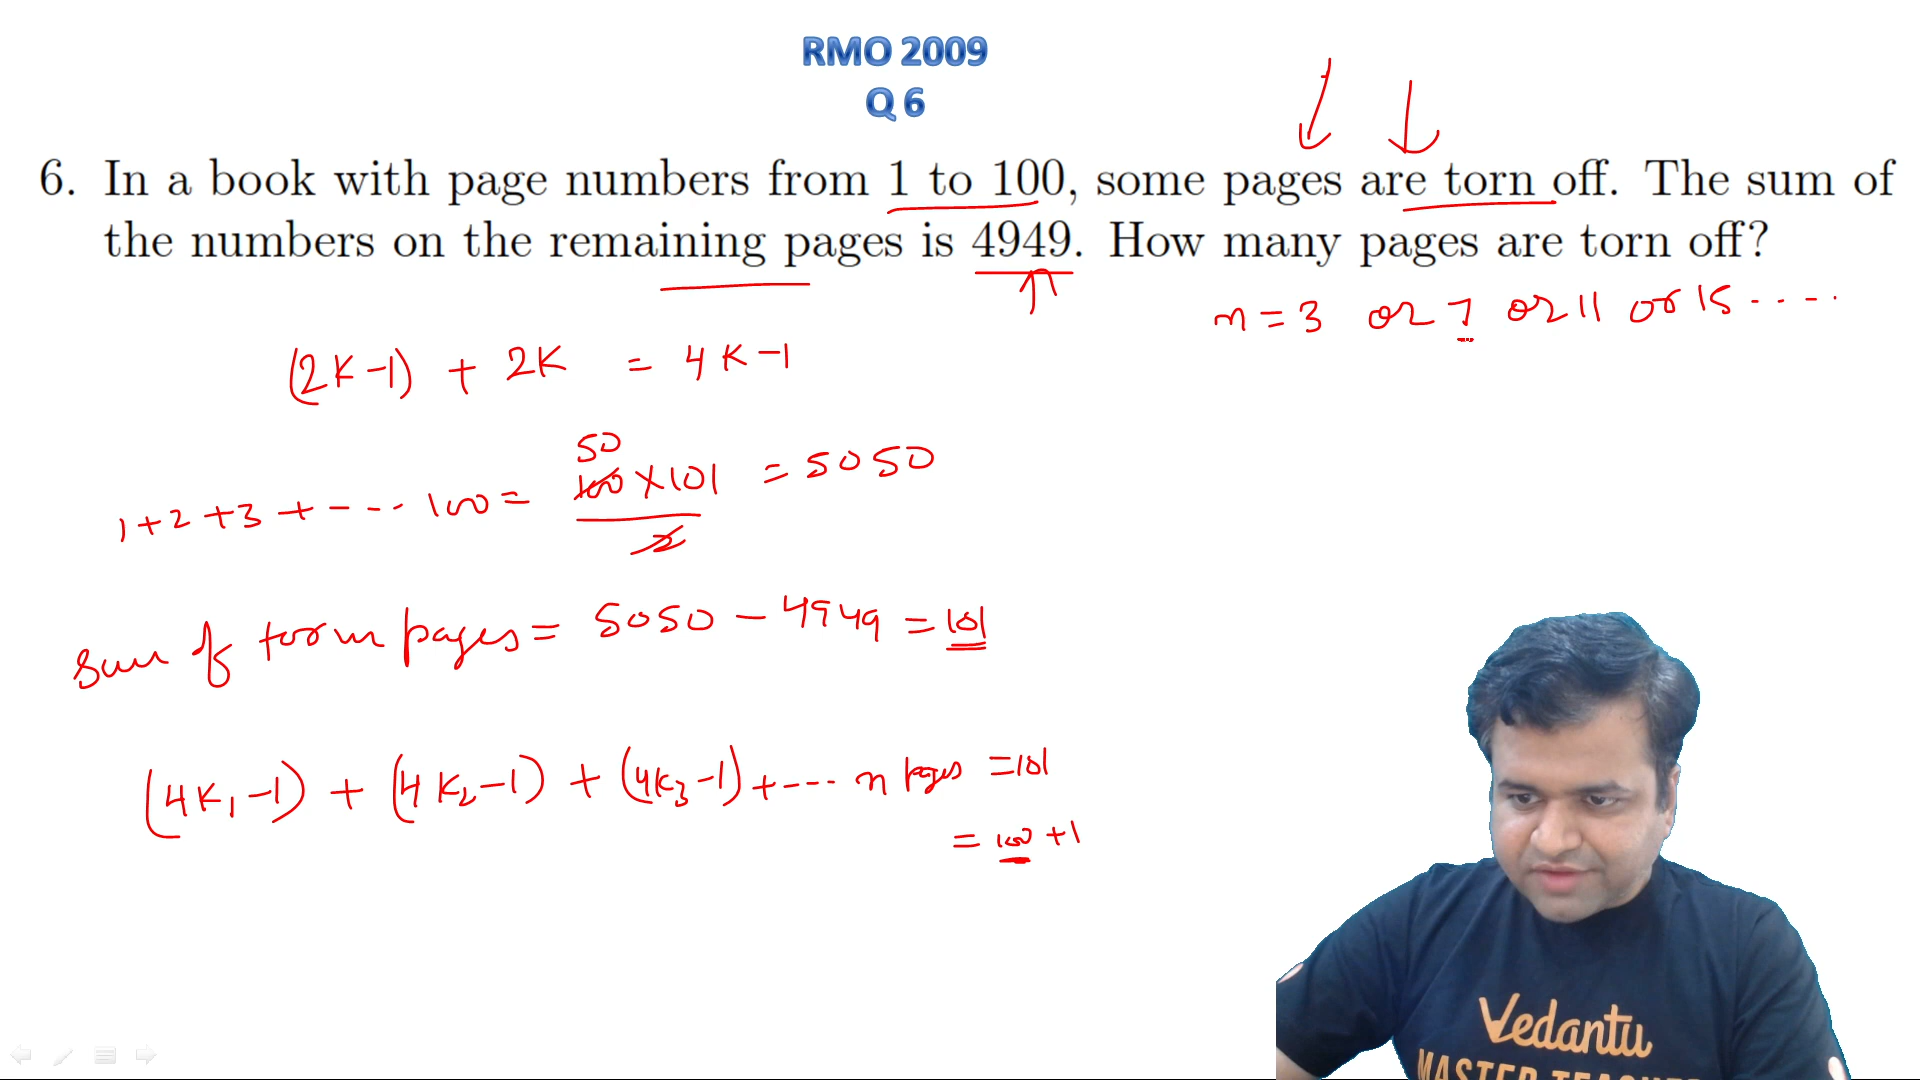 RMO 2009
Q 6
6. In a book with page numbers from 1 to 100, some pages are torn off. The sum of
the numbers on the remaining pages is 4949. How many pages are torn off?
n = 3 or 7 or 11 or 15 .....
(2K-1) + 2K = 4K-1
50
1+2+3+---100 = 100×101 = 5050
2
Sum of torn pages = 5050 - 4949 = 101
(4K₁-1) + (4K₂-1) + (4K₃-1) +---- n pages = 101
= 100 +1
Vedantu
MASTER TEACHER